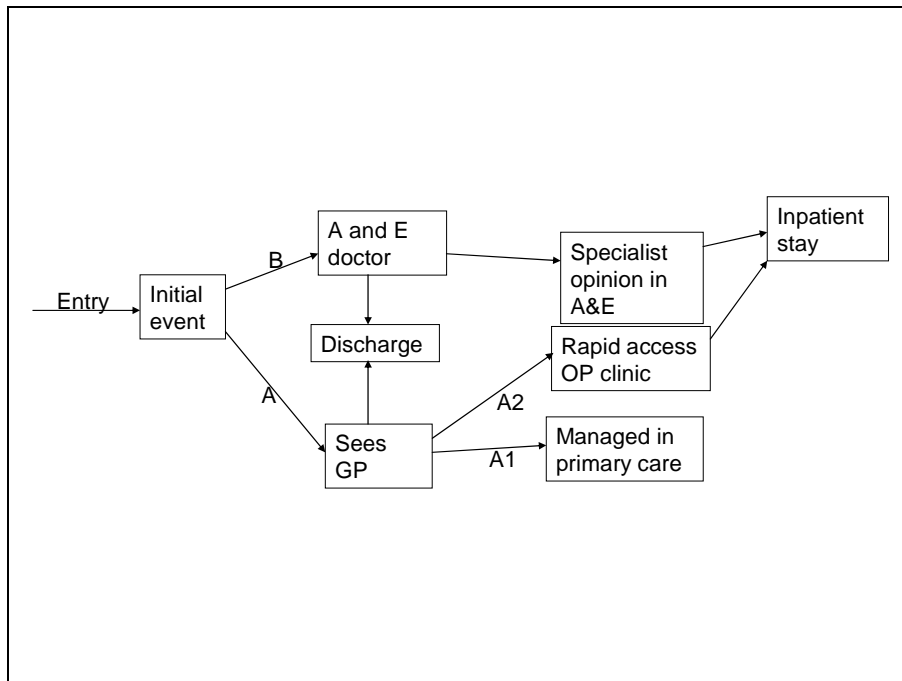 Entry
Initial
event
B
A
A and E
doctor
Discharge
Sees
GP
A2
A1
Specialist
opinion in
A&E
Rapid access
OP clinic
Managed in
primary care
Inpatient
stay